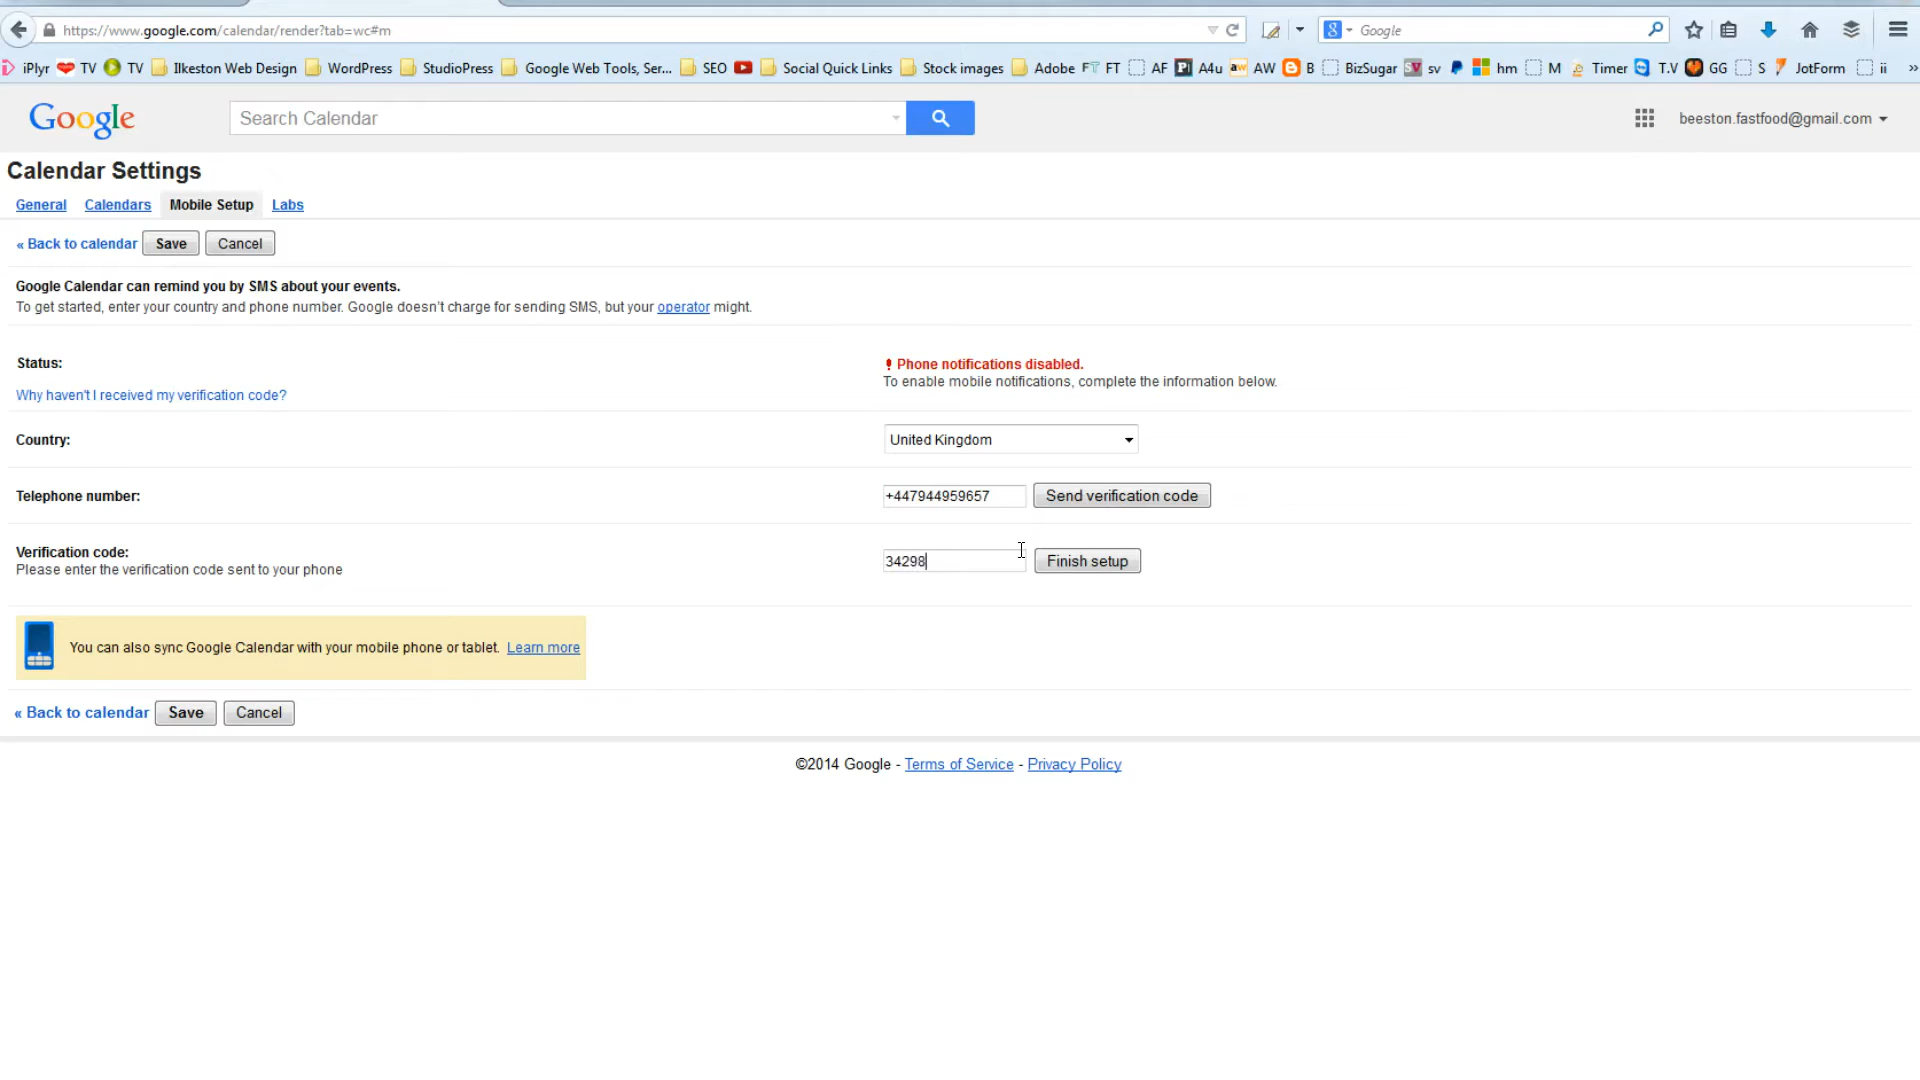 https://www.google.com/calendar/render?tab=wc#m
Google
iPlyr TV TV Ilkeston Web Design WordPress StudioPress Google Web Tools, Ser... SEO Social Quick Links Stock images Adobe FT FT AF A4u aw AW B BizSugar SV sv hm M Timer T.V GG S JotForm ii »
Google
Search Calendar
beeston.fastfood@gmail.com
Calendar Settings
General Calendars Mobile Setup Labs
« Back to calendar Save Cancel
Google Calendar can remind you by SMS about your events.
To get started, enter your country and phone number. Google doesn't charge for sending SMS, but your operator might.
Status:
! Phone notifications disabled.
To enable mobile notifications, complete the information below.
Why haven't I received my verification code?
Country:
United Kingdom
Telephone number:
+447944959657 Send verification code
Verification code:
Please enter the verification code sent to your phone
34298 Finish setup
You can also sync Google Calendar with your mobile phone or tablet. Learn more
« Back to calendar Save Cancel
©2014 Google - Terms of Service - Privacy Policy